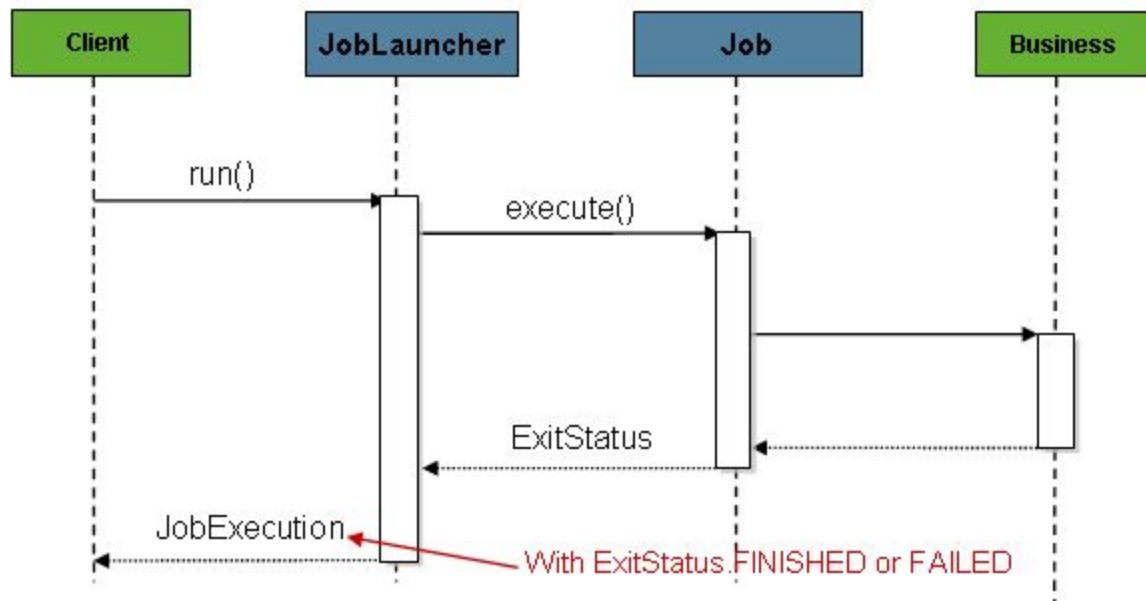 Client
JobLauncher
Job
Business
run()
execute()
ExitStatus
JobExecution
With ExitStatus.FINISHED or FAILED